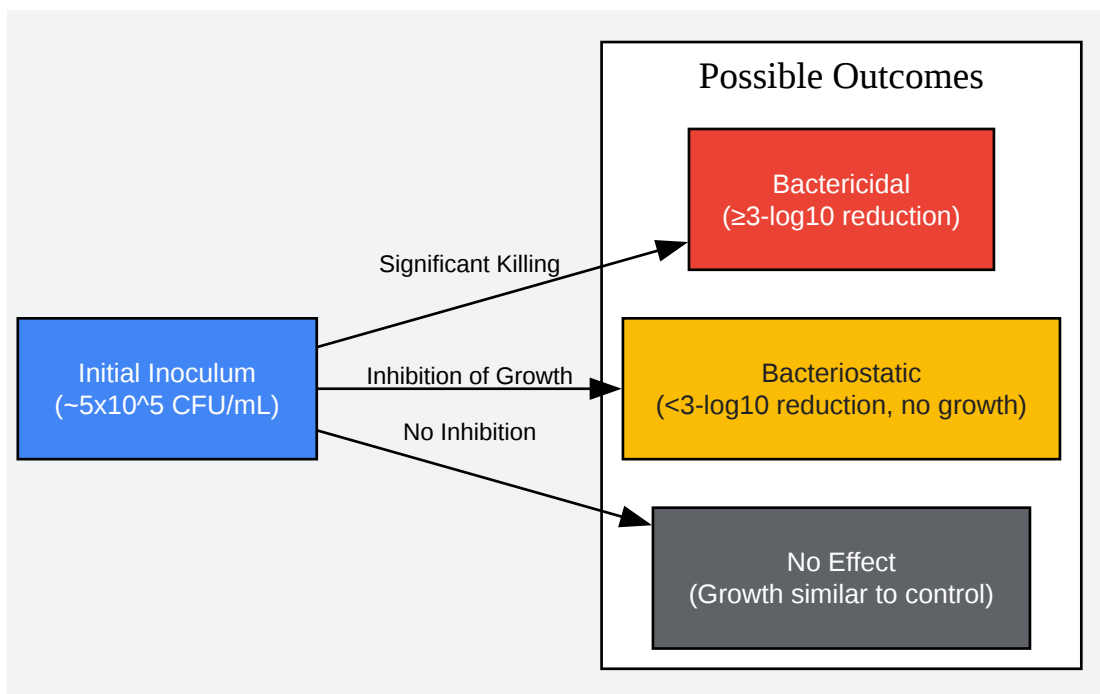 Possible Outcomes
Bactericidal
(≥3-log10 reduction)
Significant Killing
Initial Inoculum
(~5x10^5 CFU/mL)
Inhibition of Growth
Bacteriostatic
(<3-log10 reduction, no growth)
No Inhibition
No Effect
(Growth similar to control)